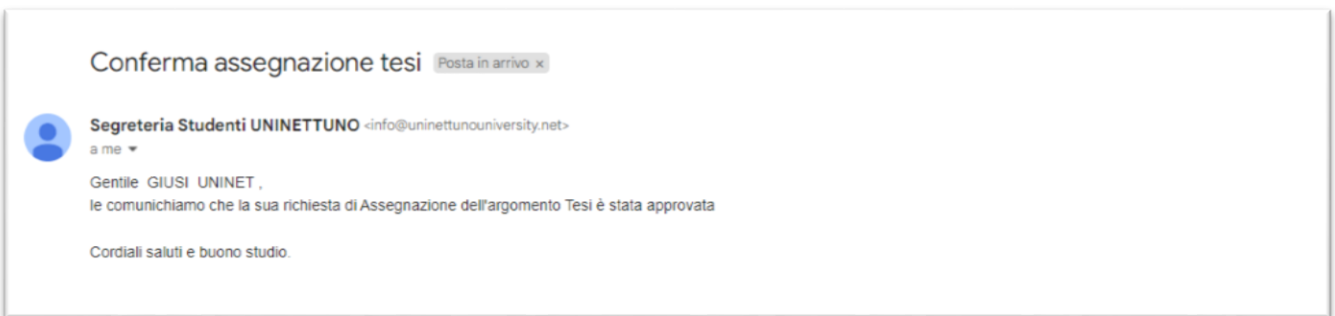 Conferma assegnazione tesi Posta in arrivo x
Segreteria Studenti UNINETTUNO <info@uninettunouniversity.net>
a me
Gentile GIUSI UNINET ,
le comunichiamo che la sua richiesta di Assegnazione dell'argomento Tesi è stata approvata
Cordiali saluti e buono studio.